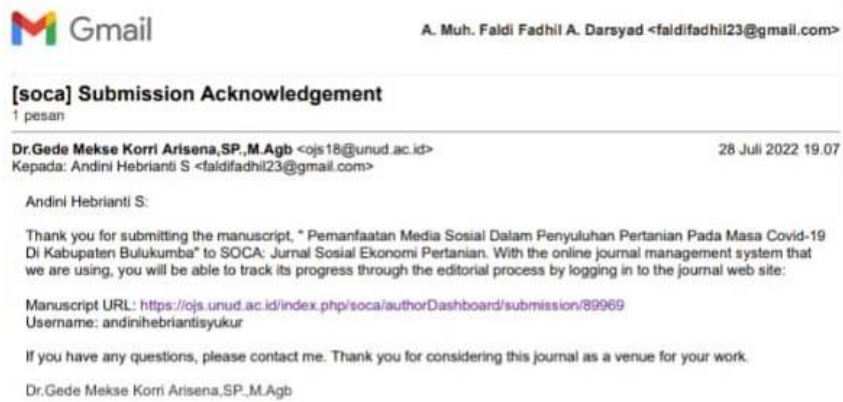 Gmail
A. Muh. Faldi Fadhil A. Darsyad <faldifadhil23@gmail.com>
[soca] Submission Acknowledgement
1 pesan
Dr.Gede Mekse Korri Arisena,SP.,M.Agb <ojs18@unud.ac.id>
28 Juli 2022 19.07
Kepada: Andini Hebrianti S <faldifadhil23@gmail.com>
Andini Hebrianti S:
Thank you for submitting the manuscript, " Pemanfaatan Media Sosial Dalam Penyuluhan Pertanian Pada Masa Covid-19
Di Kabupaten Bulukumba" to SOCA: Jurnal Sosial Ekonomi Pertanian. With the online journal management system that
we are using, you will be able to track its progress through the editorial process by logging in to the journal web site:
Manuscript URL: https://ojs.unud.ac.id/index.php/soca/authorDashboard/submission/89969
Username: andinihebriantisyukur
If you have any questions, please contact me. Thank you for considering this journal as a venue for your work.
Dr.Gede Mekse Korri Arisena,SP.,M.Agb